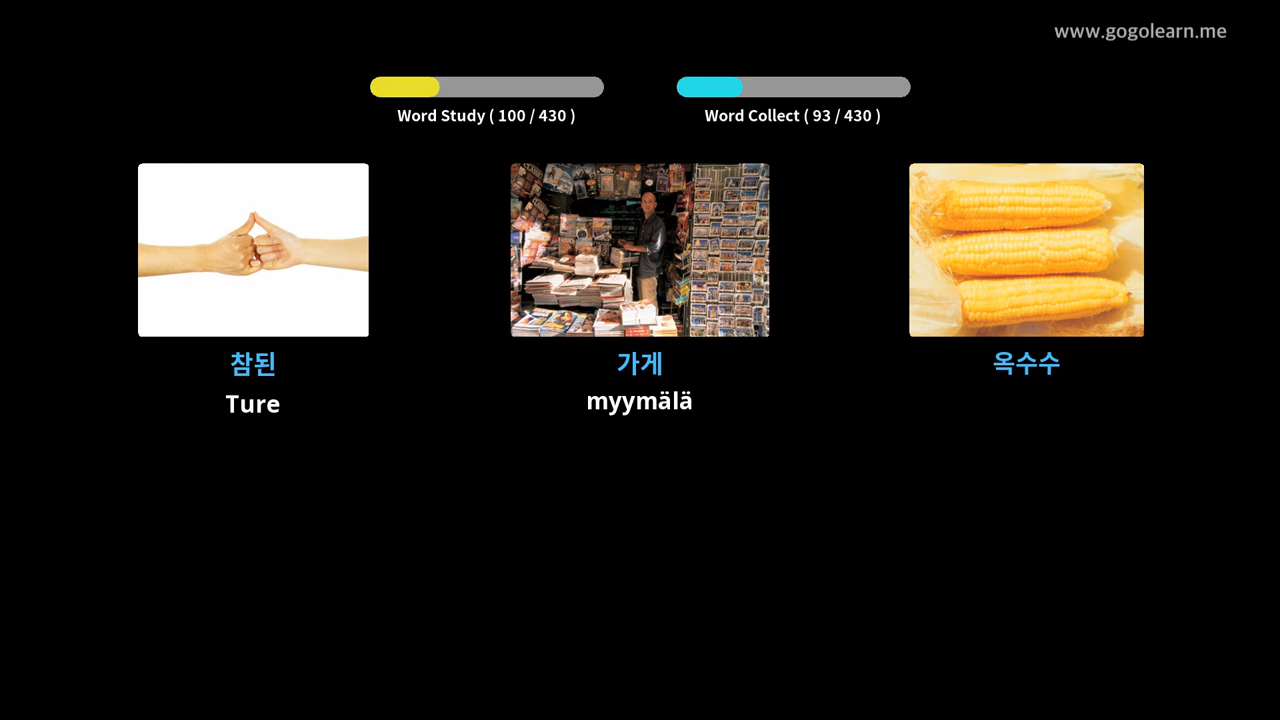 www.gogolearn.me
Word Study ( 100 / 430 )
Word Collect ( 93 / 430 )
참된
가게
옥수수
Ture
myymälä